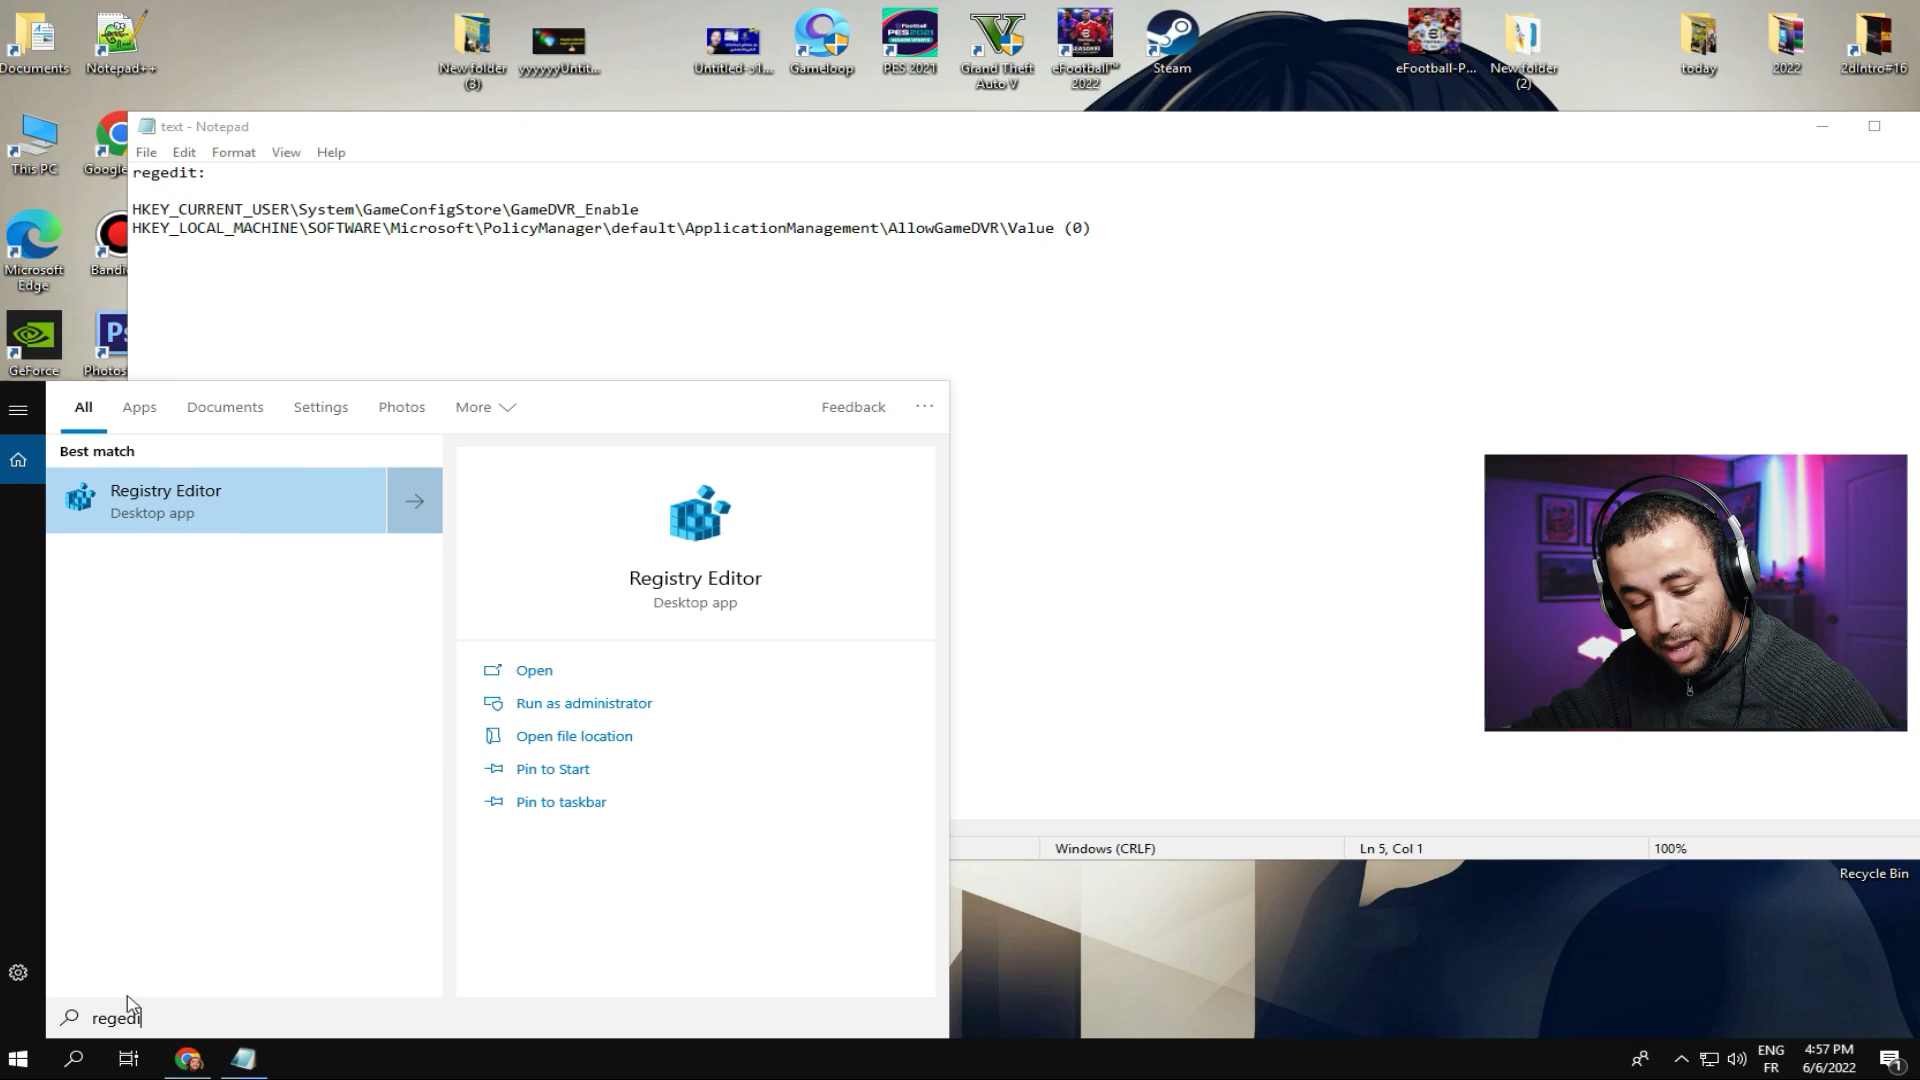 Documents
Notepad++
New folder (3)
yyyyyyUntit...
Untitled-1ر...
Gameloop
PES 2021
Grand Theft Auto V
eFootball™ 2022
Steam
eFootball-P...
New folder (2)
today
2022
2dIntro#16
This PC
Google
Microsoft Edge
Bandi
GeForce
Photos
text - Notepad
File Edit Format View Help
regedit:
HKEY_CURRENT_USER\System\GameConfigStore\GameDVR_Enable
HKEY_LOCAL_MACHINE\SOFTWARE\Microsoft\PolicyManager\default\ApplicationManagement\AllowGameDVR\Value (0)
All Apps Documents Settings Photos More Feedback ...
Best match
Registry Editor
Desktop app
Registry Editor
Desktop app
Open
Run as administrator
Open file location
Pin to Start
Pin to taskbar
regedi
Windows (CRLF) Ln 5, Col 1 100%
Recycle Bin
ENG
FR
4:57 PM
6/6/2022
1